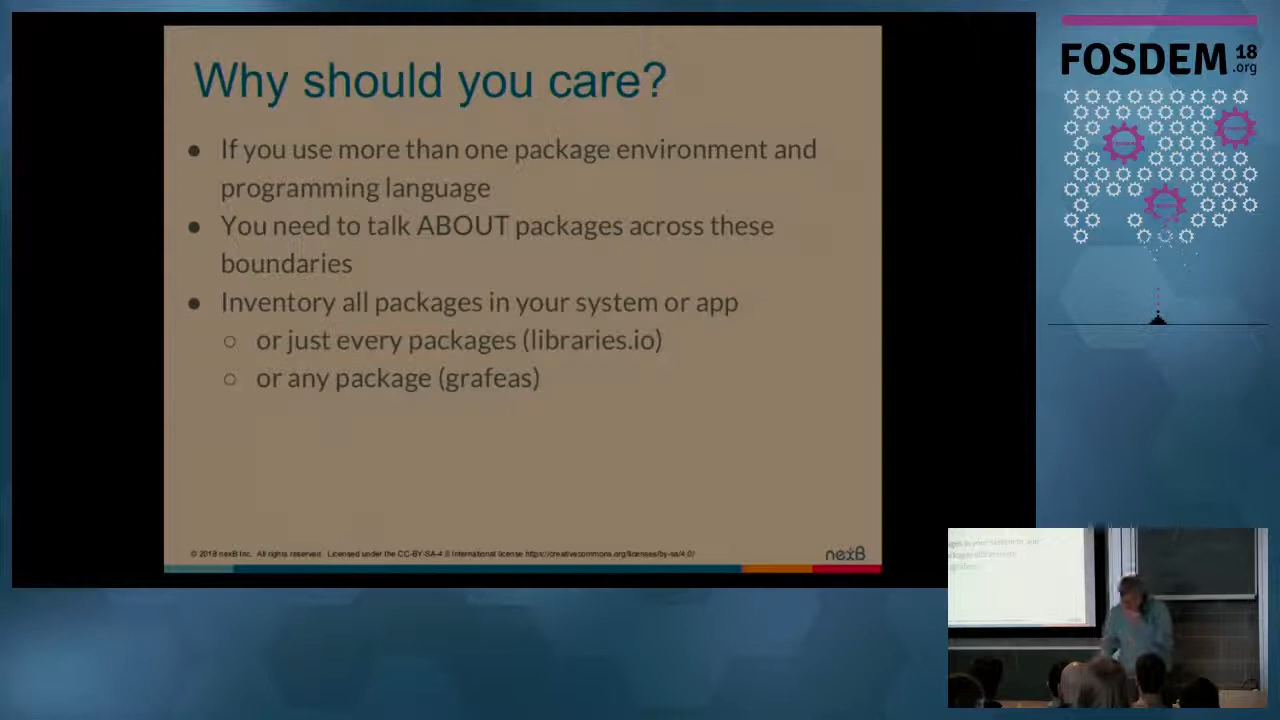 Why should you care?
● If you use more than one package environment and
programming language
● You need to talk ABOUT packages across these
boundaries
● Inventory all packages in your system or app
○ or just every packages (libraries.io)
○ or any package (grafeas)
© 2018 nexB Inc. All rights reserved. Licensed under the CC-BY-SA-4.0 International license https://creativecommons.org/licenses/by-sa/4.0/
nexB
FOSDEM 18
.org